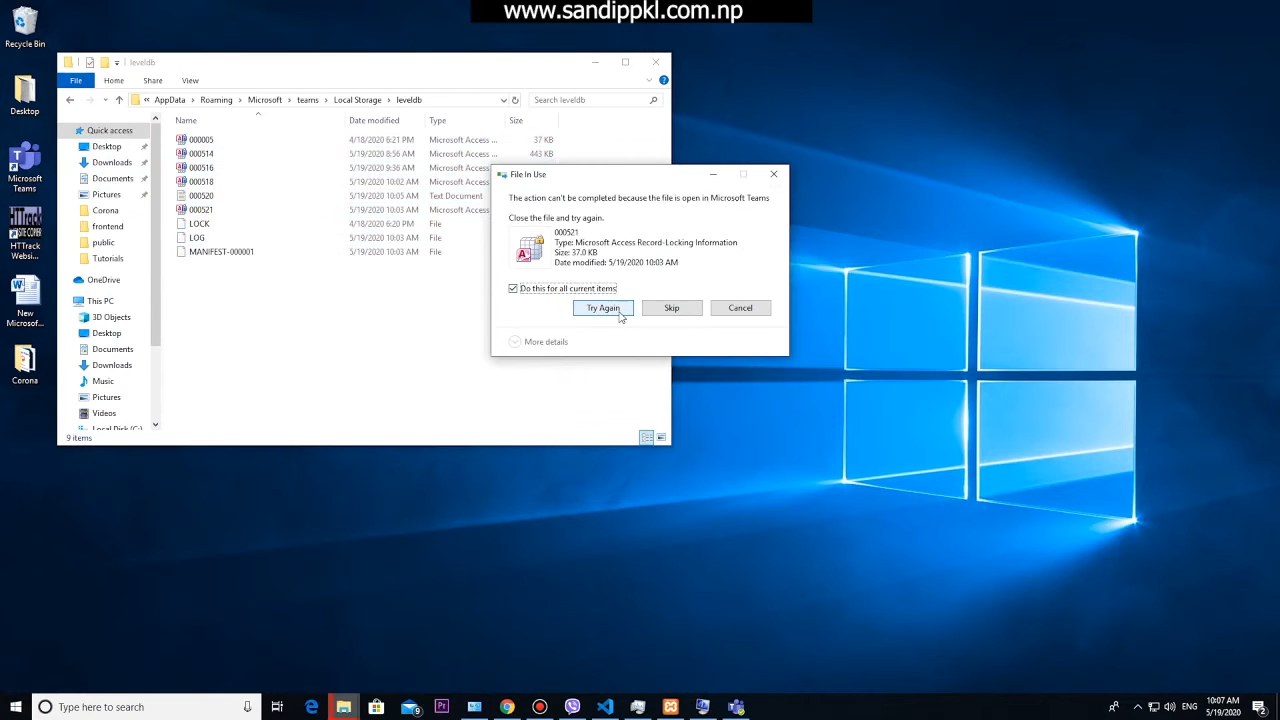 www.sandippkl.com.np
Recycle Bin
Desktop
Microsoft
Teams
HTTrack
Websi...
New
Microsof...
Corona
leveldb
File
Home
Share
View
AppData
Roaming
Microsoft
teams
Local Storage
leveldb
Search leveldb
Quick access
Desktop
Downloads
Documents
Pictures
Corona
frontend
public
Tutorials
OneDrive
This PC
3D Objects
Desktop
Documents
Downloads
Music
Pictures
Videos
Local Disk (C:)
Name Date modified Type Size
000005 4/18/2020 6:21 PM Microsoft Access ... 37 KB
000514 5/19/2020 8:56 AM Microsoft Access ... 443 KB
000516 5/19/2020 9:36 AM Microsoft Access
000518 5/19/2020 10:02 AM Microsoft Access
000520 5/19/2020 10:05 AM Text Document
000521 5/19/2020 10:03 AM Microsoft Access
LOCK 4/18/2020 6:20 PM File
LOG 5/19/2020 10:03 AM File
MANIFEST-000001 5/19/2020 10:03 AM File
9 items
File In Use
The action can't be completed because the file is open in Microsoft Teams
Close the file and try again.
000521
Type: Microsoft Access Record-Locking Information
Size: 37.0 KB
Date modified: 5/19/2020 10:03 AM
Do this for all current items
Try Again
Skip
Cancel
More details
Type here to search
ENG
10:07 AM
5/19/2020